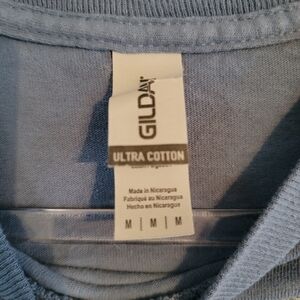 GILDAN
ULTRA COTTON
Made in Nicaragua
Fabriqué au Nicaragua
Hecho en Nicaragua
M | M | M